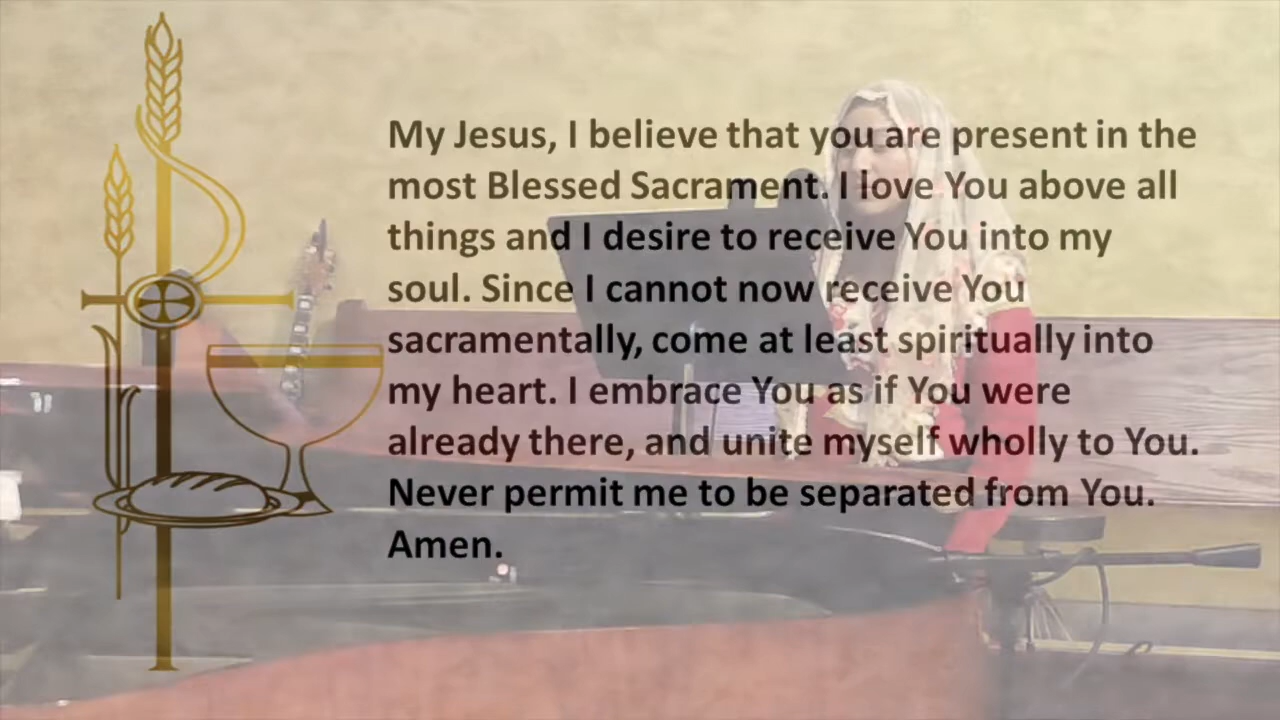 My Jesus, I believe that you are present in the
most Blessed Sacrament. I love You above all
things and I desire to receive You into my
soul. Since I cannot now receive You
sacramentally, come at least spiritually into
my heart. I embrace You as if You were
already there, and unite myself wholly to You.
Never permit me to be separated from You.
Amen.